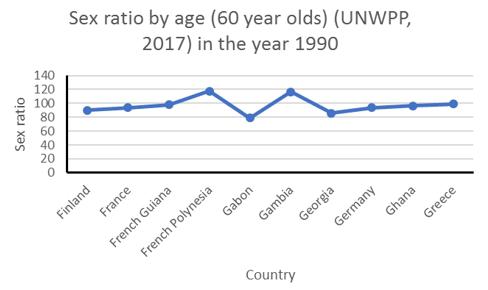 Sex ratio by age (60 year olds) (UNWPP,
2017) in the year 1990
140
120
100
80
60
40
20
0
Sex ratio
Finland
France
French Guiana
French Polynesia
Gabon
Gambia
Georgia
Germany
Ghana
Greece
Country